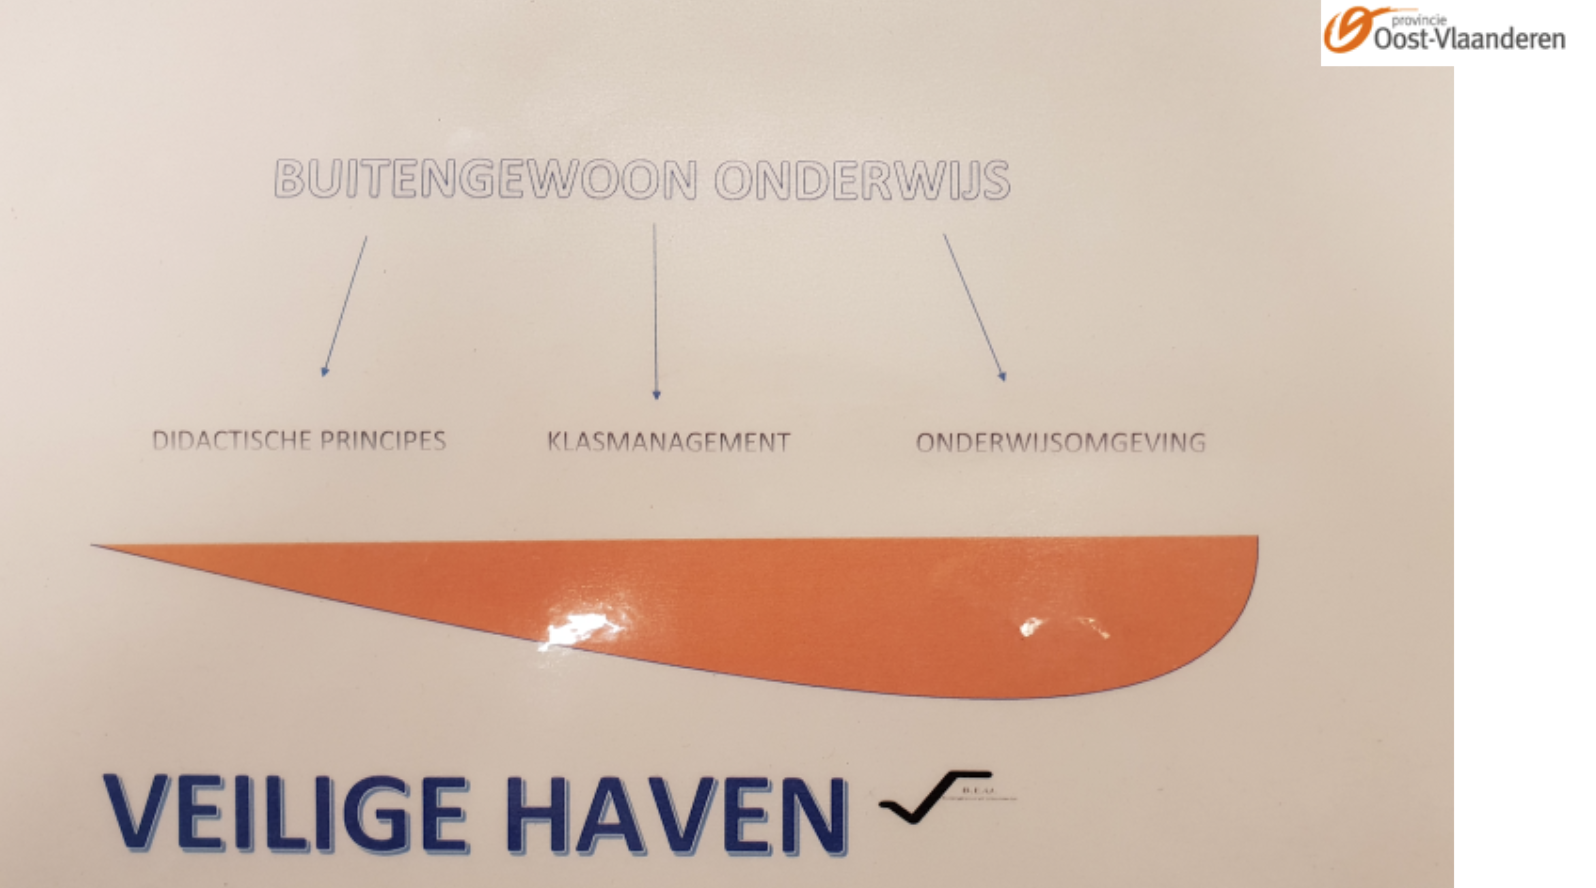 provincie
Oost-Vlaanderen
BUITENGEWOON ONDERWIJS
DIDACTISCHE PRINCIPES
KLASMANAGEMENT
ONDERWIJSOMGEVING
VEILIGE HAVEN